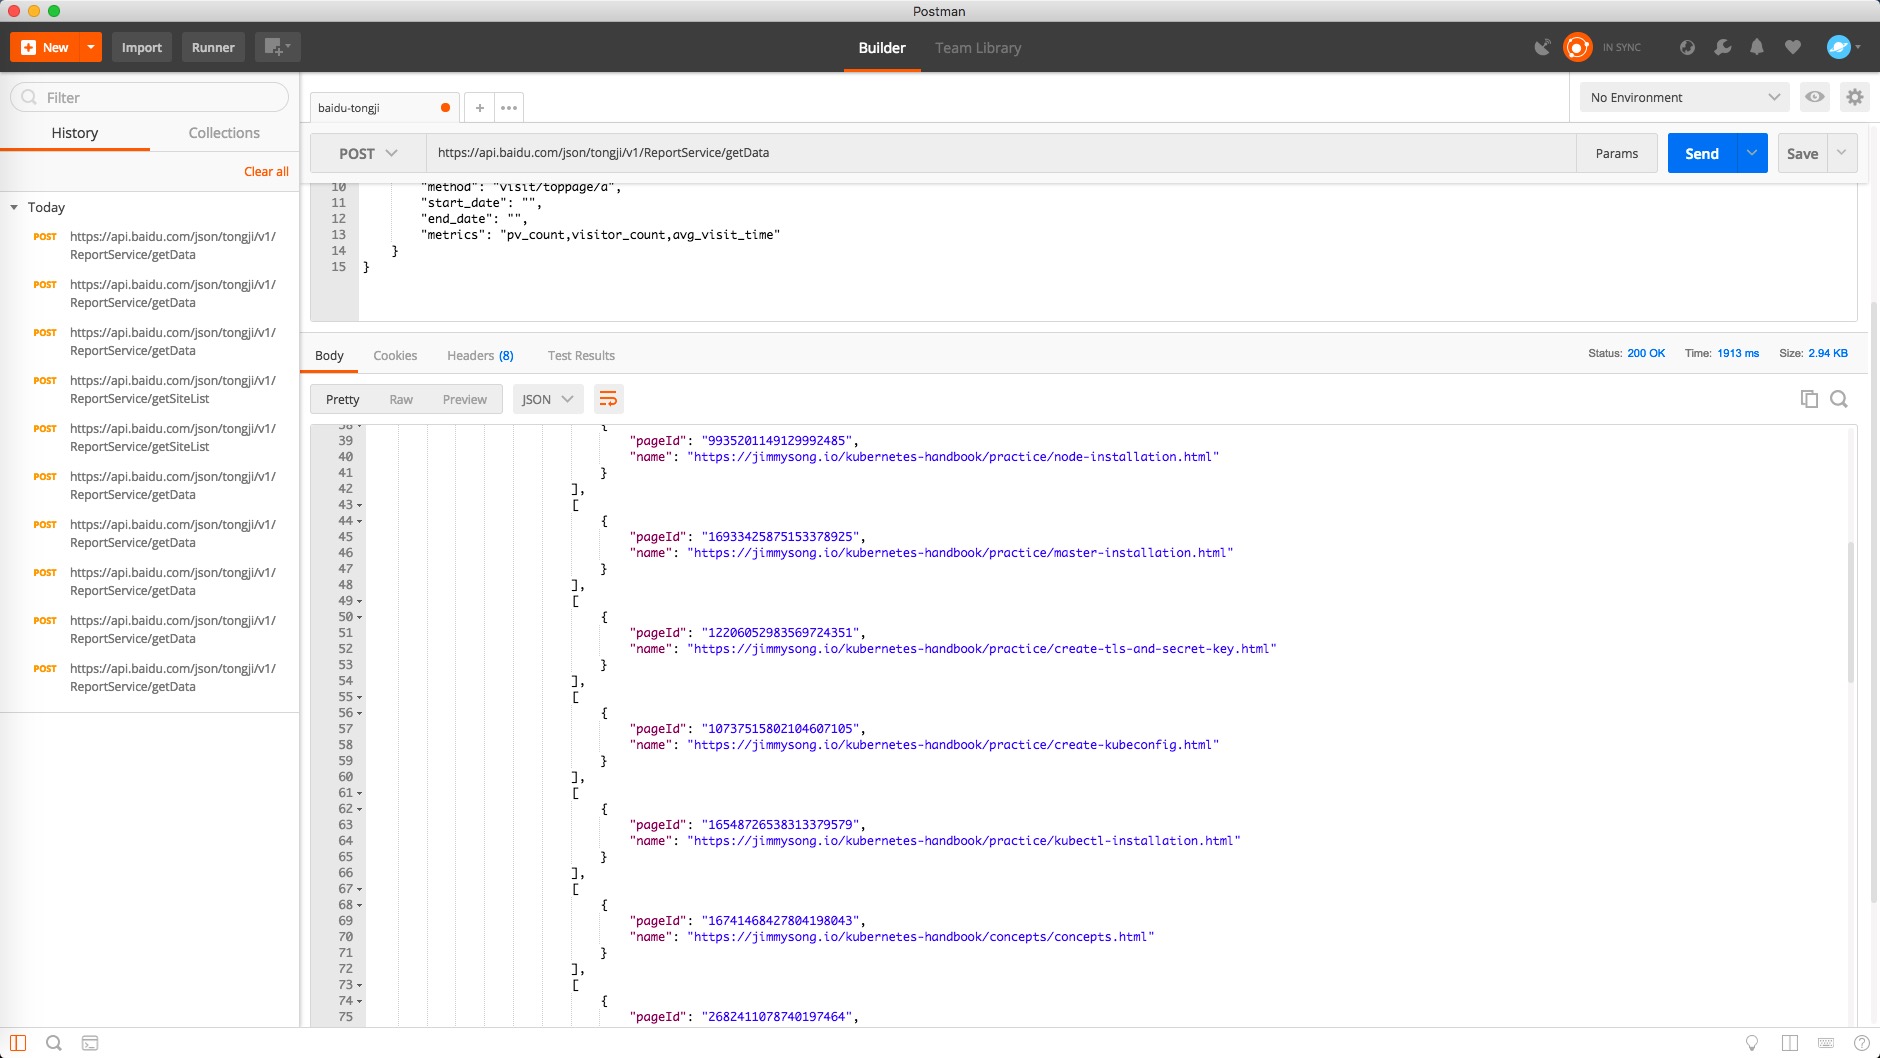 Postman
New
Import
Runner
Builder
Team Library
IN SYNC
Filter
History
Collections
Clear all
Today
POST https://api.baidu.com/json/tongji/v1/
ReportService/getData
POST https://api.baidu.com/json/tongji/v1/
ReportService/getData
POST https://api.baidu.com/json/tongji/v1/
ReportService/getData
POST https://api.baidu.com/json/tongji/v1/
ReportService/getSiteList
POST https://api.baidu.com/json/tongji/v1/
ReportService/getSiteList
POST https://api.baidu.com/json/tongji/v1/
ReportService/getData
POST https://api.baidu.com/json/tongji/v1/
ReportService/getData
POST https://api.baidu.com/json/tongji/v1/
ReportService/getData
POST https://api.baidu.com/json/tongji/v1/
ReportService/getData
POST https://api.baidu.com/json/tongji/v1/
ReportService/getData
baidu-tongji
No Environment
POST
https://api.baidu.com/json/tongji/v1/ReportService/getData
Params
Send
Save
10 "method": "visit/toppage/a",
11 "start_date": "",
12 "end_date": "",
13 "metrics": "pv_count,visitor_count,avg_visit_time"
14 }
15 }
Body
Cookies
Headers (8)
Test Results
Status: 200 OK
Time: 1913 ms
Size: 2.94 KB
Pretty
Raw
Preview
JSON
38 {
39 "pageId": "9935201149129992485",
40 "name": "https://jimmysong.io/kubernetes-handbook/practice/node-installation.html"
41 }
42 ],
43 [
44 {
45 "pageId": "16933425875153378925",
46 "name": "https://jimmysong.io/kubernetes-handbook/practice/master-installation.html"
47 }
48 ],
49 [
50 {
51 "pageId": "12206052983569724351",
52 "name": "https://jimmysong.io/kubernetes-handbook/practice/create-tls-and-secret-key.html"
53 }
54 ],
55 [
56 {
57 "pageId": "10737515802104607105",
58 "name": "https://jimmysong.io/kubernetes-handbook/practice/create-kubeconfig.html"
59 }
60 ],
61 [
62 {
63 "pageId": "16548726538313379579",
64 "name": "https://jimmysong.io/kubernetes-handbook/practice/kubectl-installation.html"
65 }
66 ],
67 [
68 {
69 "pageId": "16741468427804198043",
70 "name": "https://jimmysong.io/kubernetes-handbook/concepts/concepts.html"
71 }
72 ],
73 [
74 {
75 "pageId": "2682411078740197464",